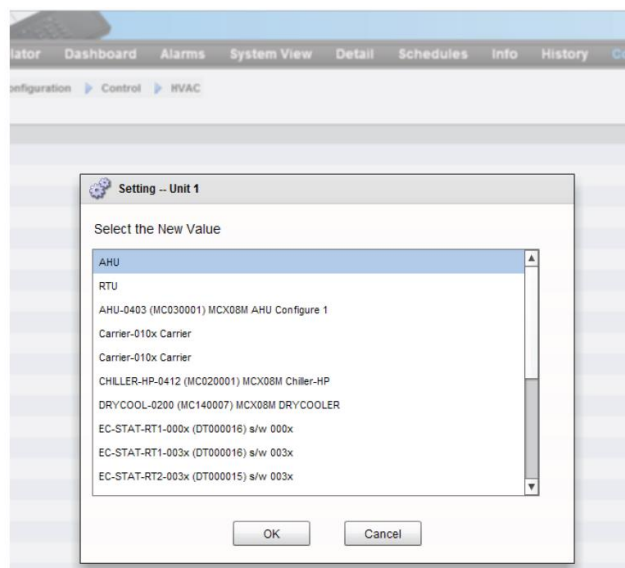 Dashboard Alarms System View Detail Schedules Info History
Control HVAC
Setting -- Unit 1
Select the New Value
AHU
RTU
AHU-0403 (MC030001) MCX08M AHU Configure 1
Carrier-010x Carrier
Carrier-010x Carrier
CHILLER-HP-0412 (MC020001) MCX08M Chiller-HP
DRYCOOL-0200 (MC140007) MCX08M DRYCOOLER
EC-STAT-RT1-000x (DT000016) s/w 000x
EC-STAT-RT1-003x (DT000016) s/w 003x
EC-STAT-RT2-003x (DT000015) s/w 003x
OK Cancel